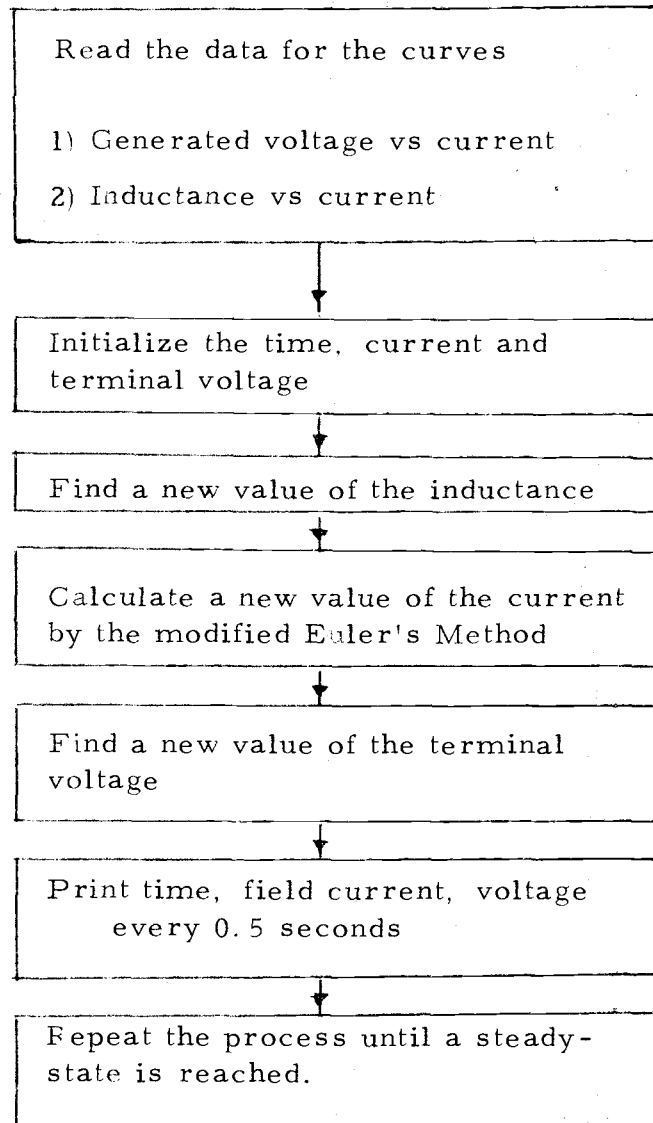 Read the data for the curves
1) Generated voltage vs current
2) Inductance vs current
Initialize the time, current and
terminal voltage
Find a new value of the inductance
Calculate a new value of the current
by the modified Euler's Method
Find a new value of the terminal
voltage
Print time, field current, voltage
every 0.5 seconds
Repeat the process until a steady-
state is reached.